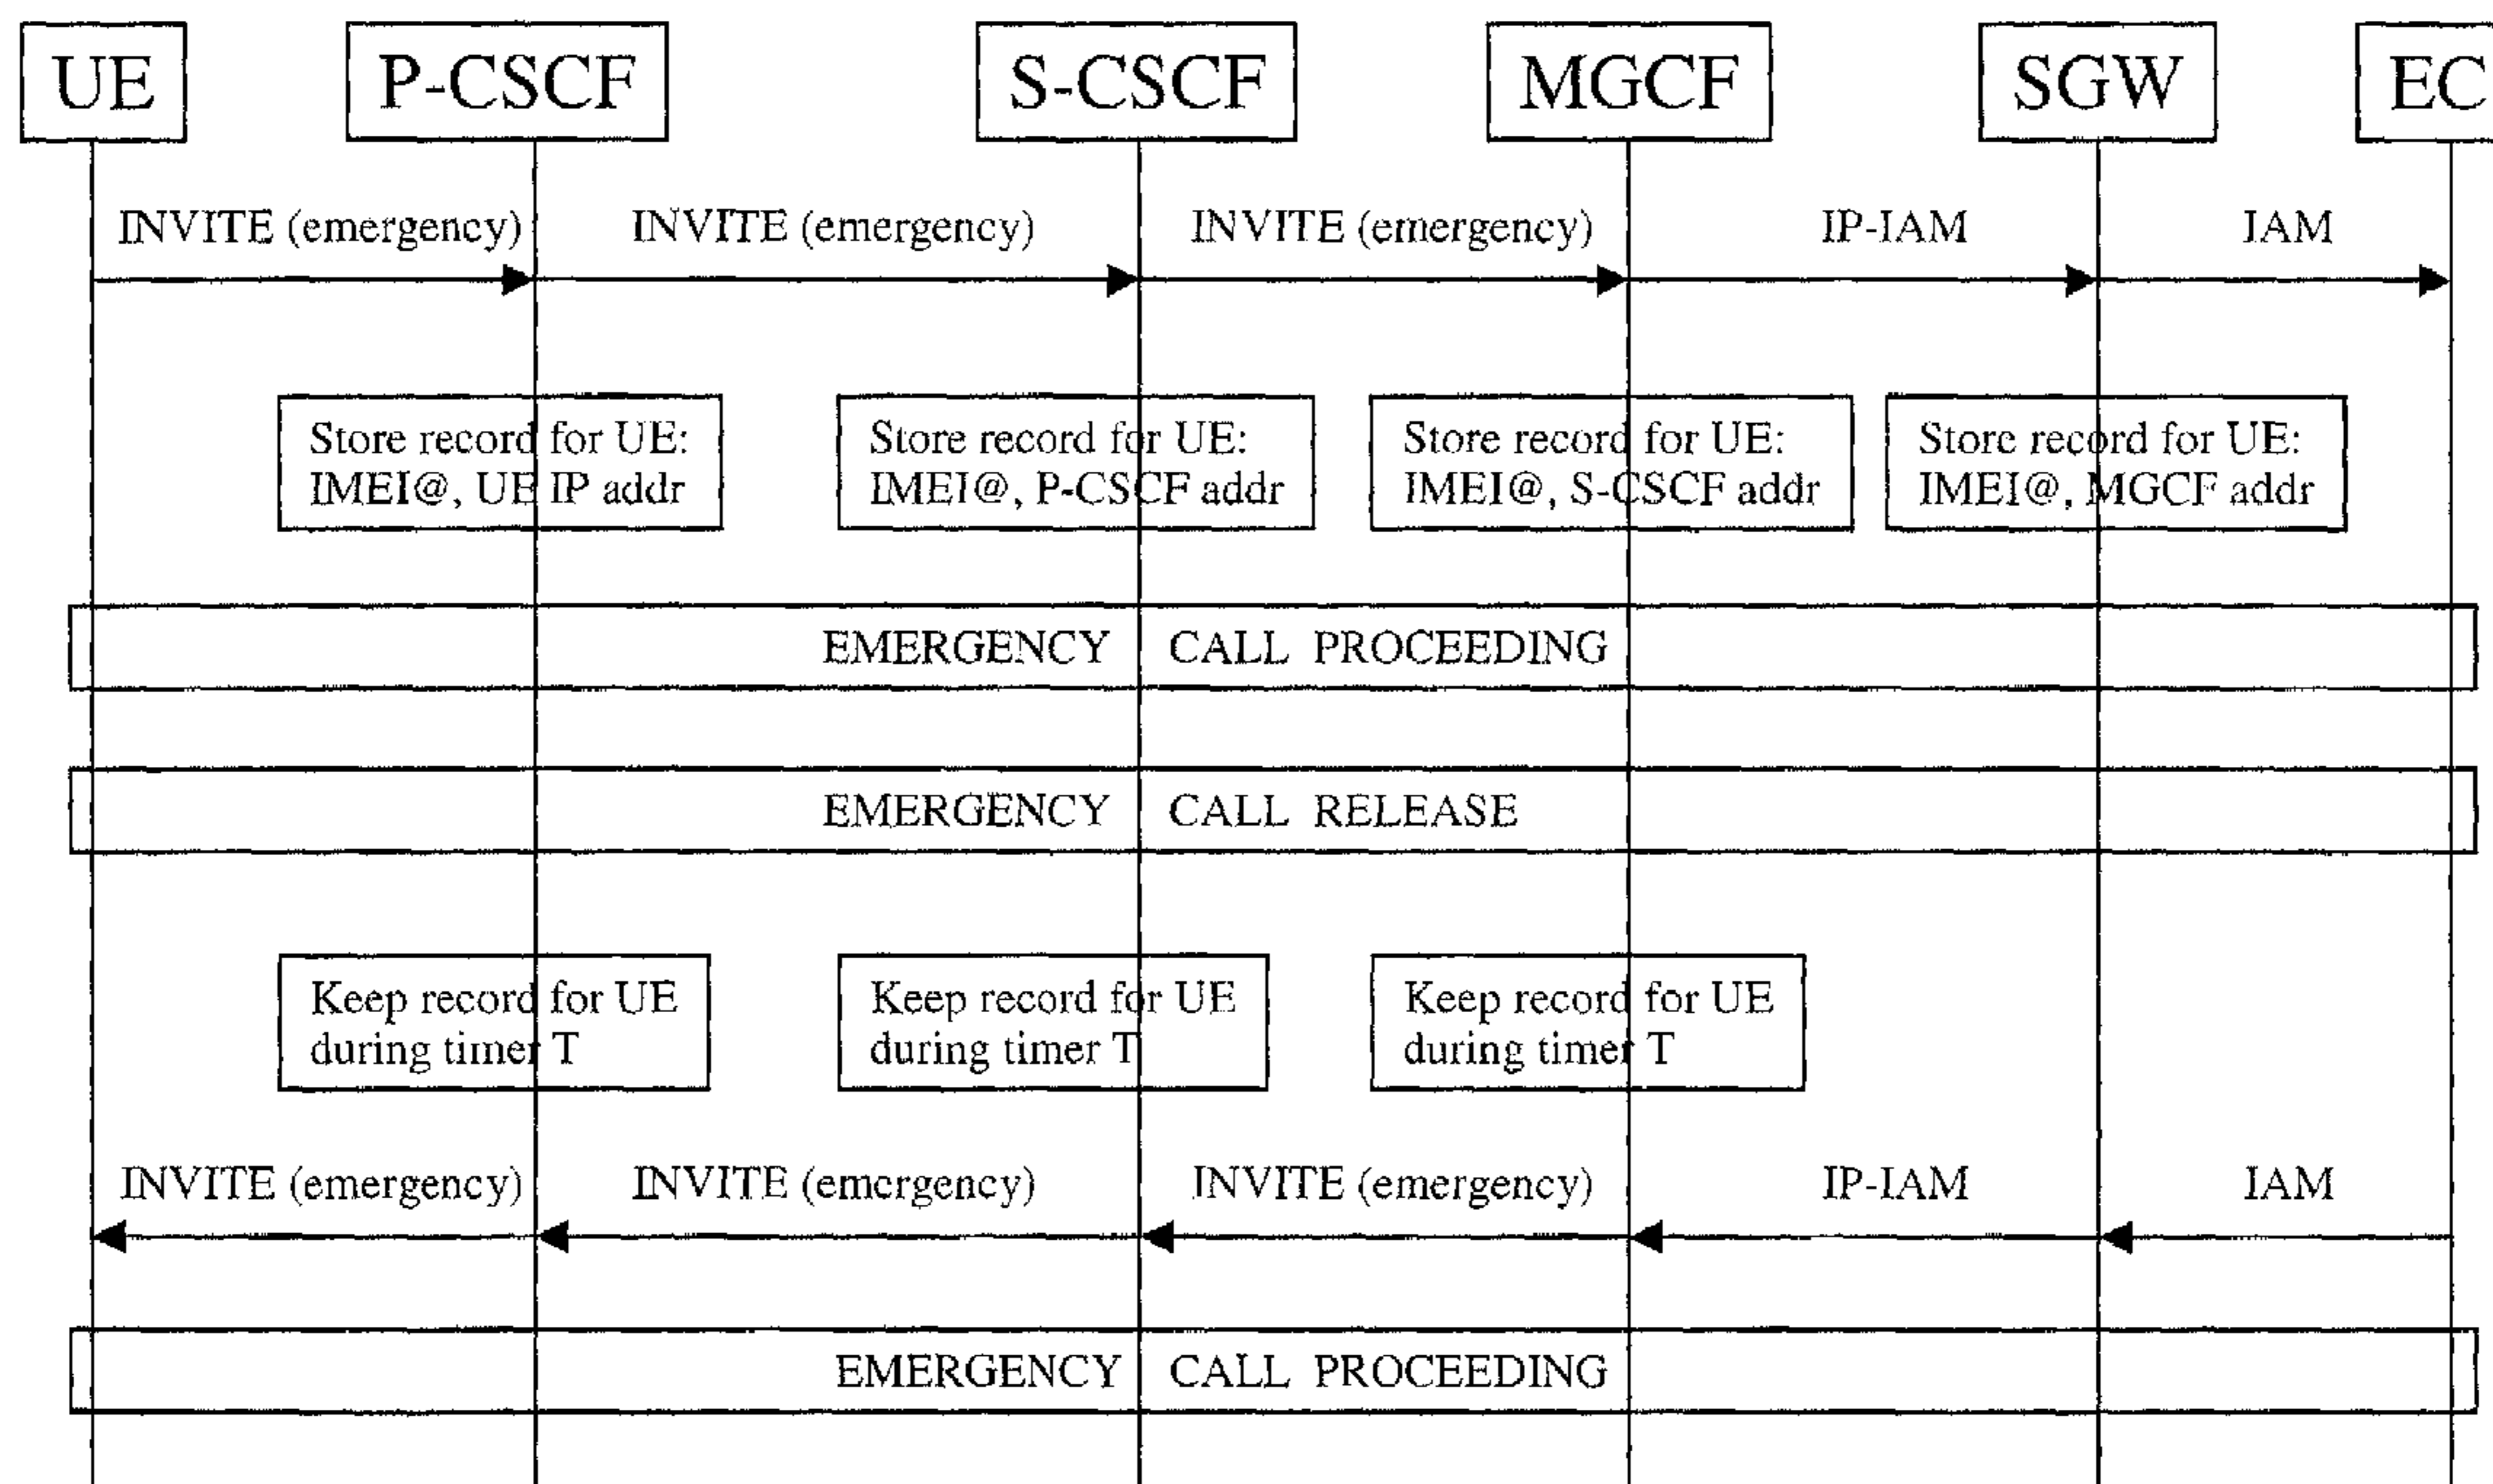 UE P-CSCF S-CSCF MGCF SGW EC
INVITE (emergency) INVITE (emergency) INVITE (emergency) IP-IAM IAM
Store record for UE: Store record for UE: Store record for UE: Store record for UE:
IMEI@, UE IP addr IMEI@, P-CSCF addr IMEI@, S-CSCF addr IMEI@, MGCF addr
EMERGENCY CALL PROCEEDING
EMERGENCY CALL RELEASE
Keep record for UE Keep record for UE Keep record for UE
during timer T during timer T during timer T
INVITE (emergency) INVITE (emergency) INVITE (emergency) IP-IAM IAM
EMERGENCY CALL PROCEEDING